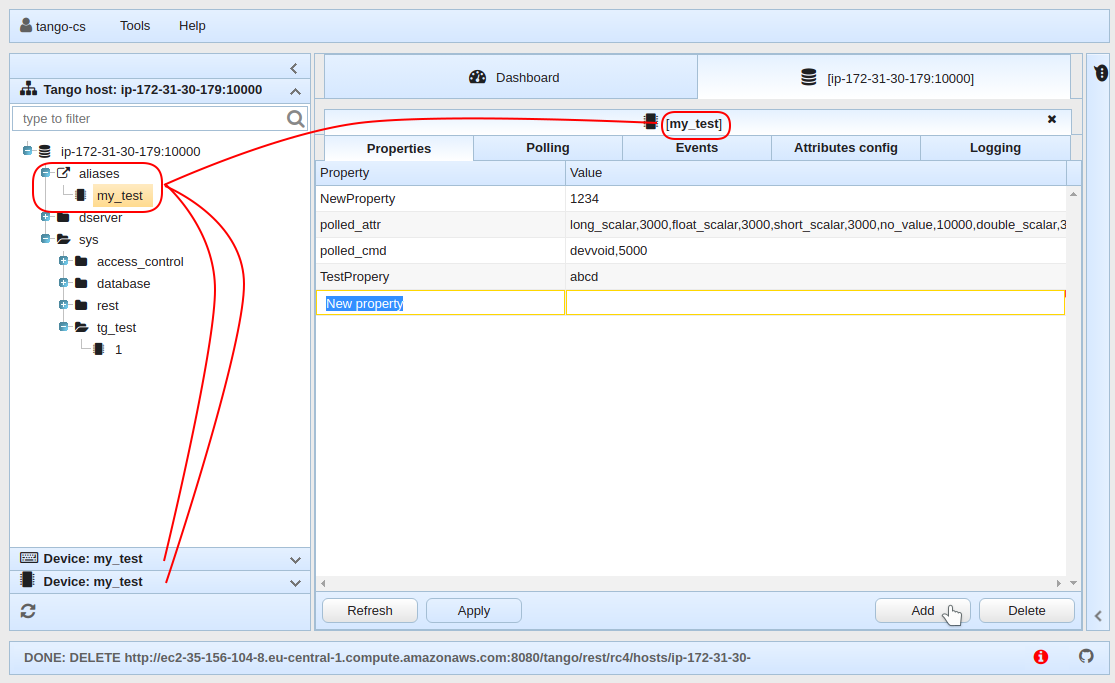 tango-cs Tools Help
Tango host: ip-172-31-30-179:10000
type to filter
ip-172-31-30-179:10000
aliases
my_test
dserver
sys
access_control
database
rest
tg_test
1
Device: my_test
Device: my_test
Dashboard [ip-172-31-30-179:10000]
[my_test]
Properties Polling Events Attributes config Logging
Property Value
NewProperty 1234
polled_attr long_scalar,3000,float_scalar,3000,short_scalar,3000,no_value,10000,double_scalar,3
polled_cmd devvoid,5000
TestPropery abcd
New property
Refresh Apply Add Delete
DONE: DELETE http://ec2-35-156-104-8.eu-central-1.compute.amazonaws.com:8080/tango/rest/rc4/hosts/ip-172-31-30-